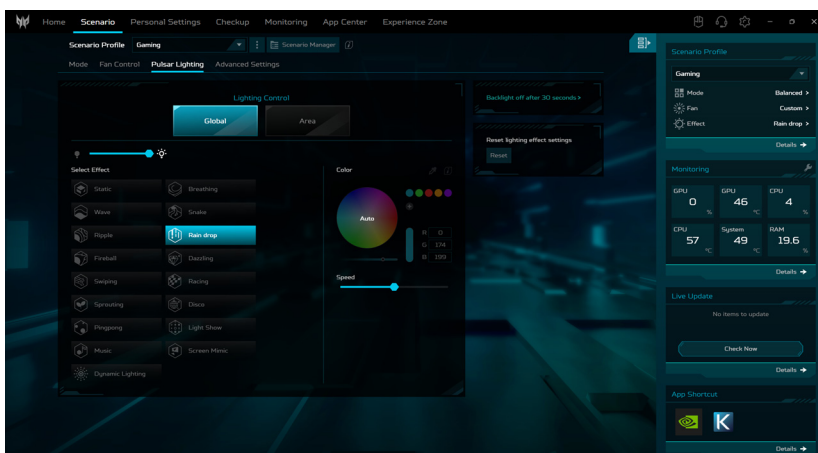 Home Scenario Personal Settings Checkup Monitoring App Center Experience Zone
Scenario Profile Gaming Scenario Manager
Mode Fan Control Pulsar Lighting Advanced Settings
Lighting Control
Global Area
Select Effect
Static Breathing
Wave Snake
Ripple Rain drop
Fireball Dazzling
Swiping Racing
Sprouting Disco
Pingpong Light Show
Music Screen Mimic
Dynamic Lighting
Color
Auto
R 0
G 174
B 199
Speed
Backlight off after 30 seconds >
Reset lighting effect settings
Reset
Scenario Profile
Gaming
Mode Balanced >
Fan Custom >
Effect Rain drop >
Details →
Monitoring
GPU GPU CPU
0 % 46 °C 4 %
CPU System RAM
57 °C 49 °C 19.6 %
Details →
Live Update
No items to update
Check Now
Details →
App Shortcut
K
Details →